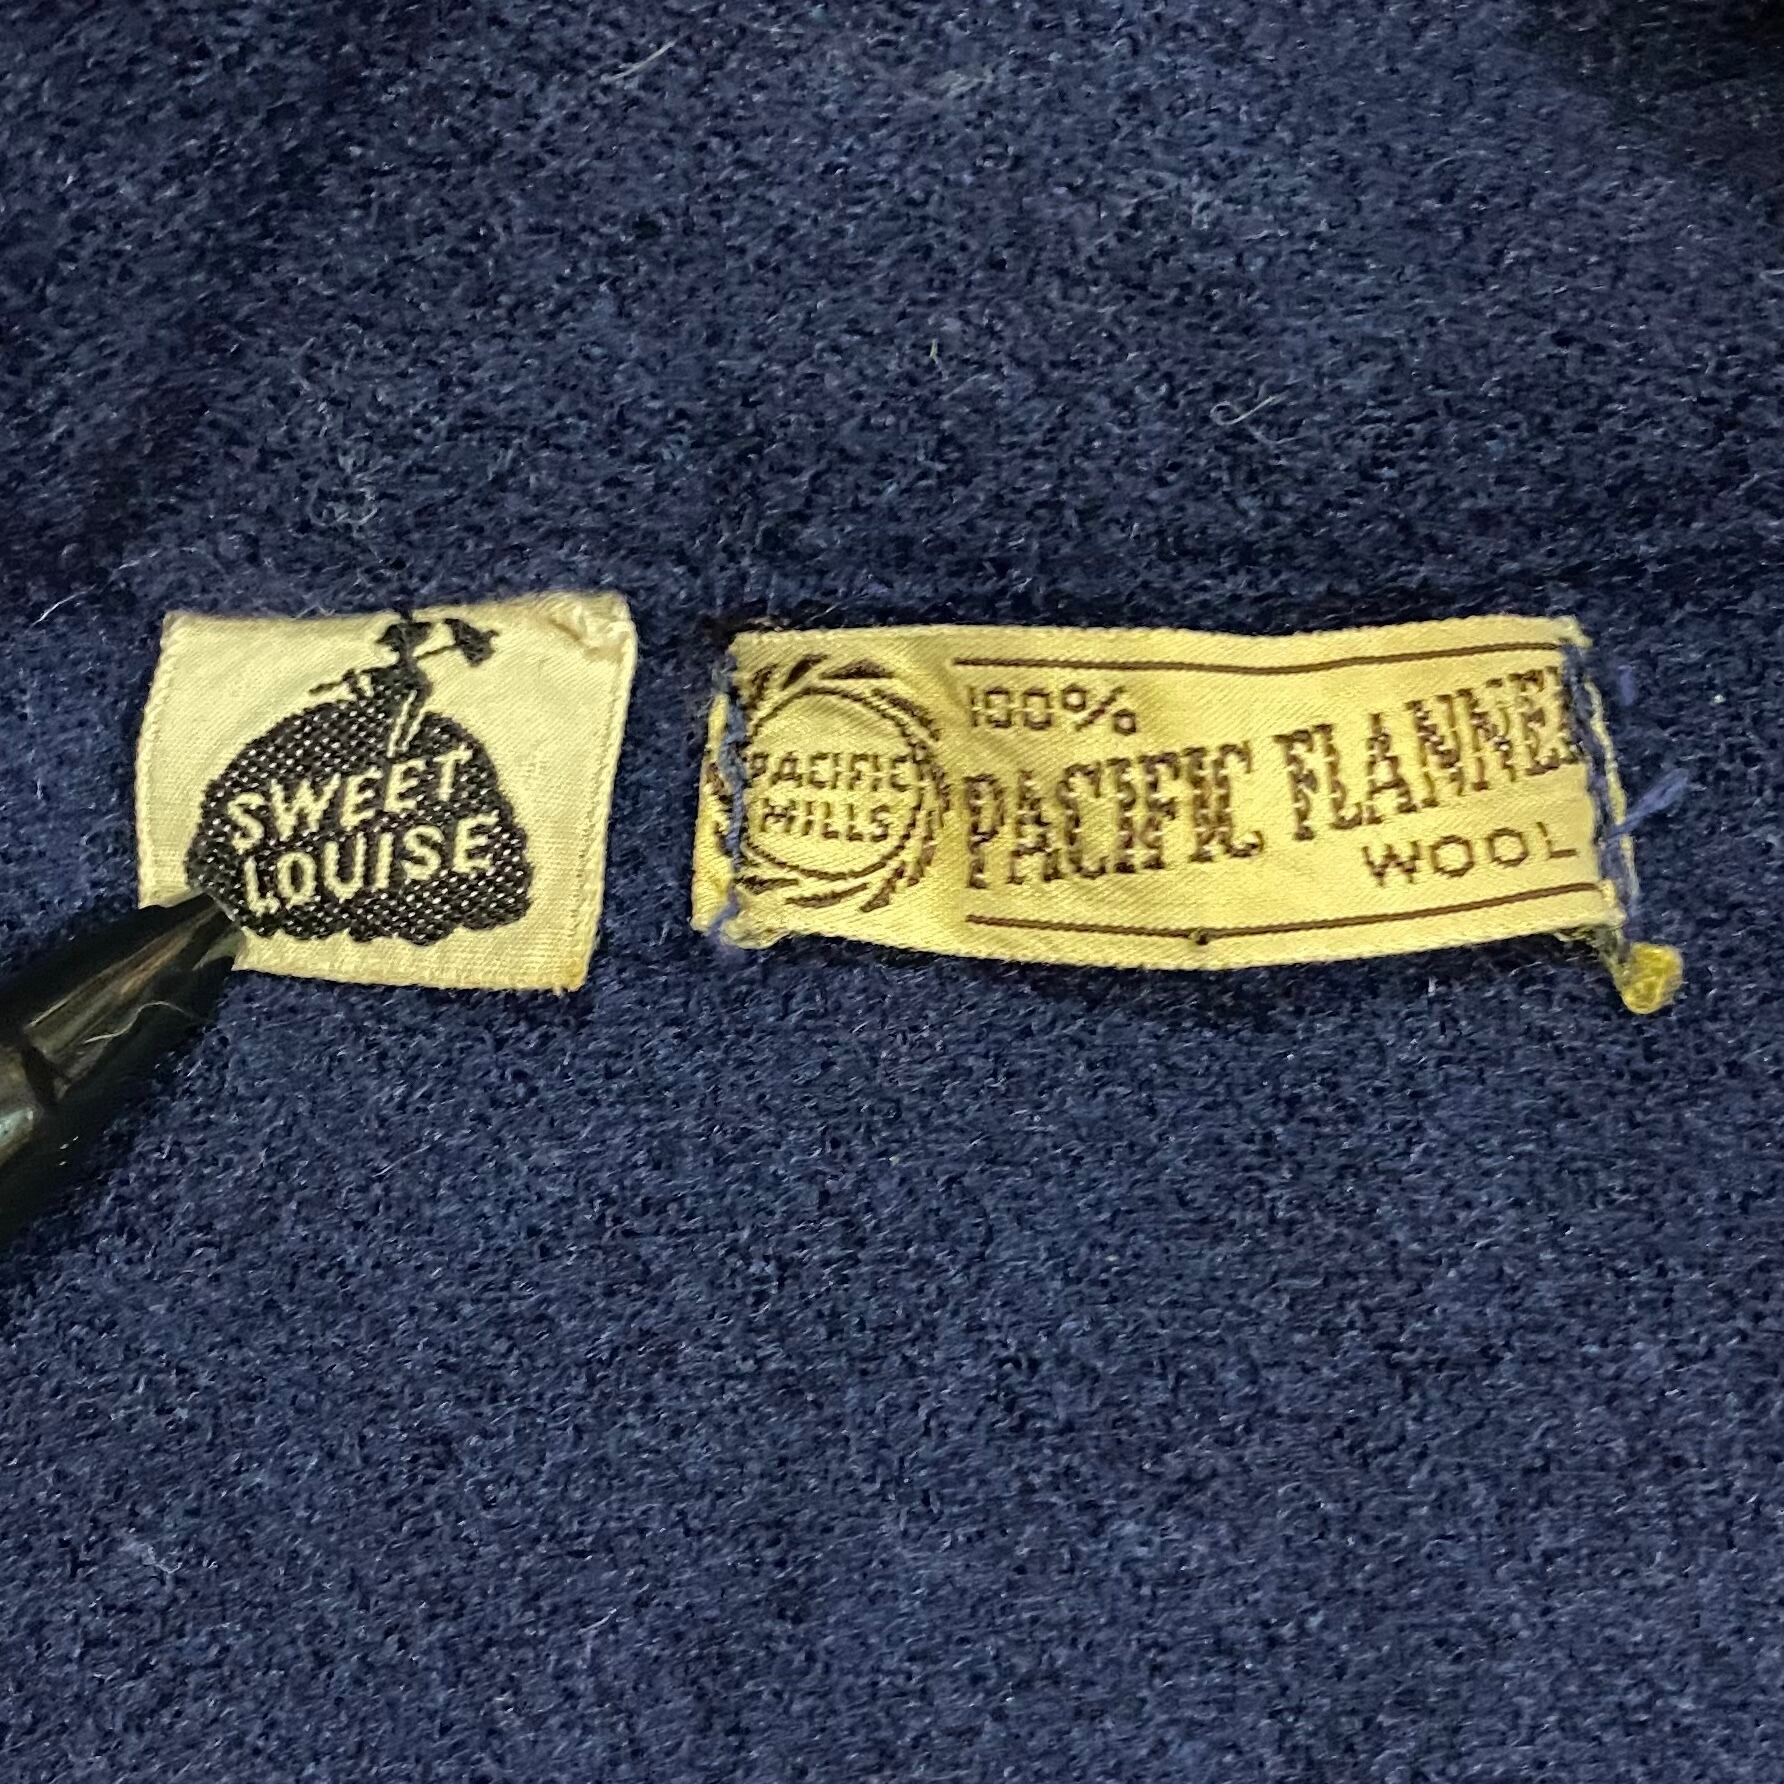 SWEET
LOUISE
PACIFIC
MILLS
100%
PACIFIC FLANNEL
WOOL